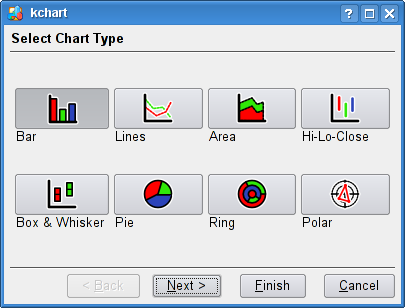 kchart
Select Chart Type
Bar Lines Area Hi-Lo-Close
Box & Whisker Pie Ring Polar
< Back Next > Finish Cancel